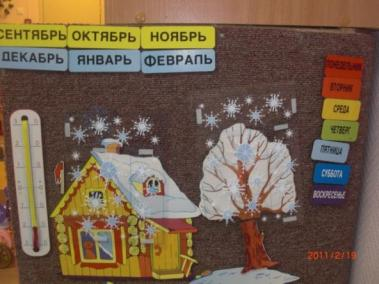 СЕНТЯБРЬ ОКТЯБРЬ НОЯБРЬ
ДЕКАБРЬ ЯНВАРЬ ФЕВРАЛЬ
ПОНЕДЕЛЬНИК
ВТОРНИК
СРЕДА
ЧЕТВЕРГ
ПЯТНИЦА
СУББОТА
ВОСКРЕСЕНЬЕ
2011/2/19